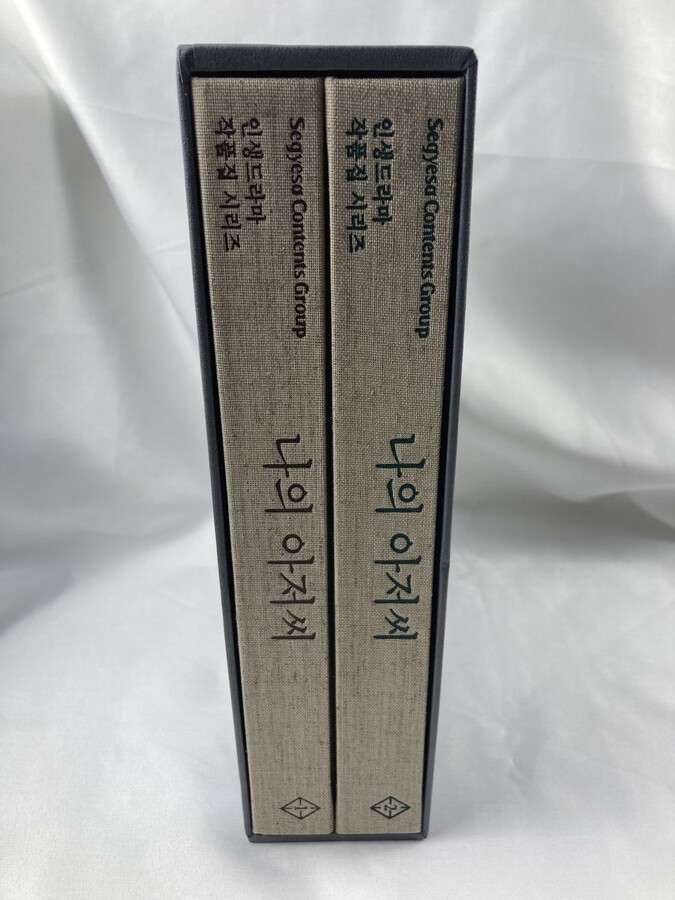 Segyesa Contents Group
인생드라마
작품집 시리즈
나의 아저씨
1
Segyesa Contents Group
인생드라마
작품집 시리즈
나의 아저씨
2